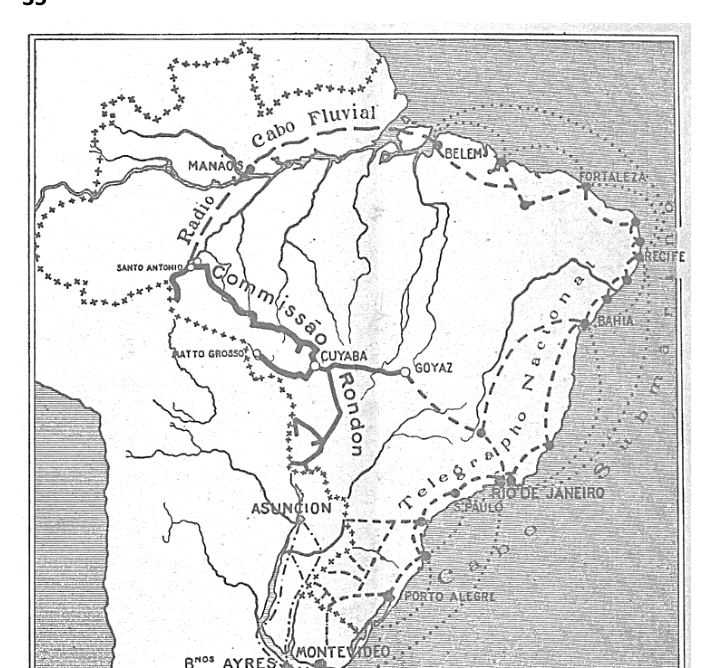 Cabo Fluvial
MANAÓS
BELEM
FORTALEZA
Radio
RECIFE
SANTO ANTONIO
Commissão
Rondon
BAHIA
MATTO GROSSO
CUYABA
GOYAZ
Telegrapho Nacional
Cabo Submarino
RIO DE JANEIRO
S.PAULO
ASUNCION
PORTO ALEGRE
MONTEVIDEO
BNOS AYRES